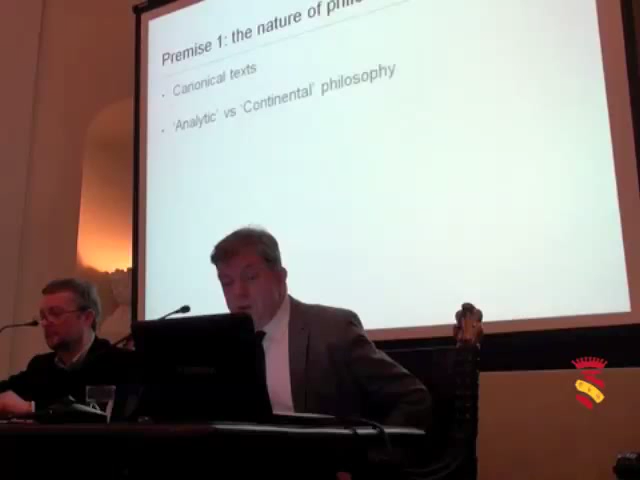 Premise 1: the nature of
· Canonical texts
· ‘Analytic’ vs ‘Continental’ philosophy